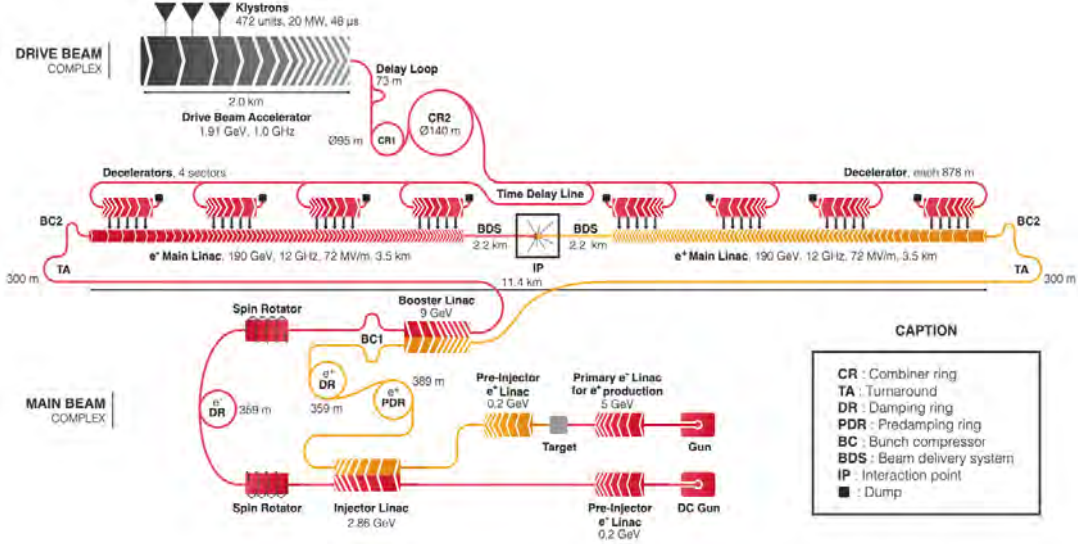 Klystrons
472 units, 20 MW, 48 µs
DRIVE BEAM
COMPLEX
2.0 km
Drive Beam Accelerator
1.91 GeV, 1.0 GHz
Delay Loop
73 m
CR2
Ø140 m
CR1
Ø95 m
Decelerators, 4 sectors
Time Delay Line
Decelerator, each 878 m
BC2
BDS
2.2 km
BDS
2.2 km
BC2
e- Main Linac, 190 GeV, 12 GHz, 72 MV/m, 3.5 km
IP
e+ Main Linac, 190 GeV, 12 GHz, 72 MV/m, 3.5 km
TA
TA
300 m
11.4 km
300 m
Spin Rotator
Booster Linac
9 GeV
BC1
CAPTION
CR : Combiner ring
TA : Turnaround
DR : Damping ring
PDR : Predamping ring
BC : Bunch compressor
BDS : Beam delivery system
IP : Interaction point
: Dump
MAIN BEAM
COMPLEX
e-
DR
359 m
e+
DR
359 m
e+
PDR
389 m
Pre-Injector
e+ Linac
0.2 GeV
Primary e- Linac
for e+ production
5 GeV
Target
Gun
Spin Rotator
Injector Linac
2.86 GeV
Pre-Injector
e- Linac
0.2 GeV
DC Gun